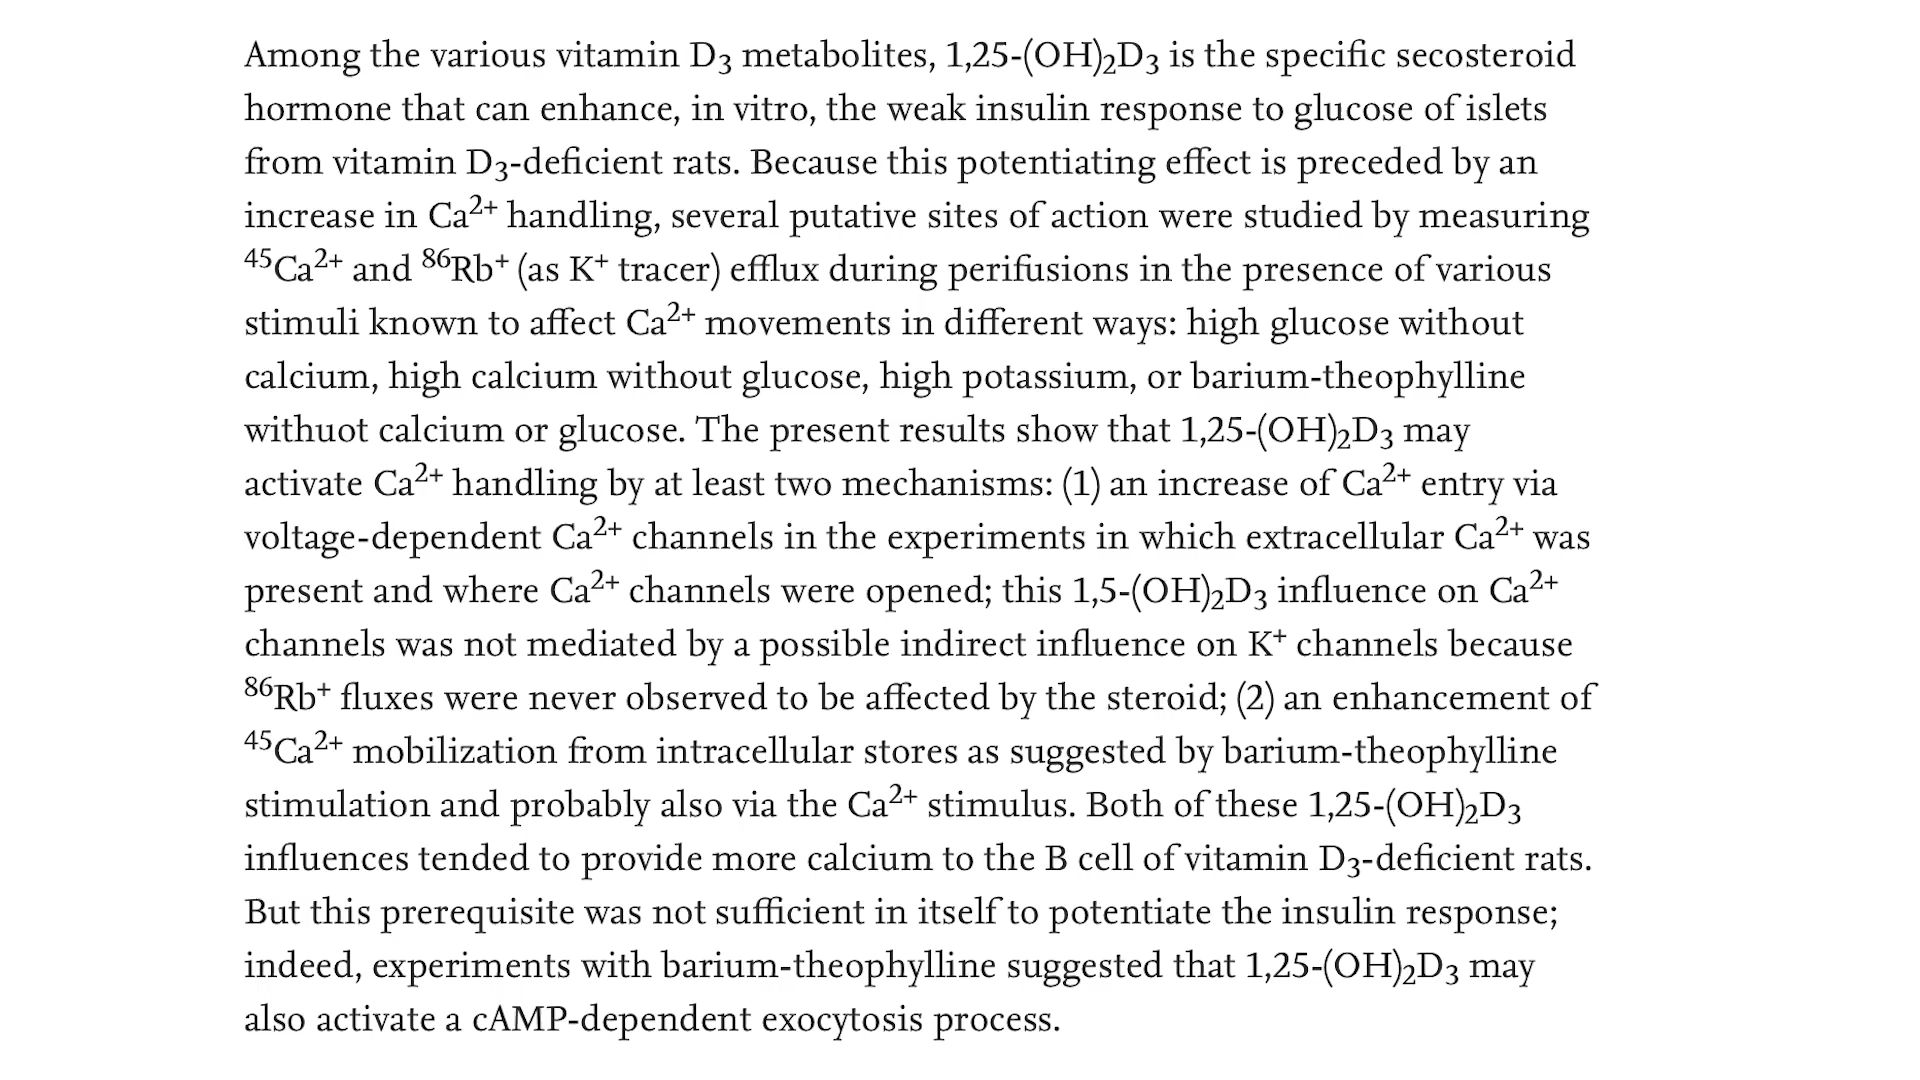 Among the various vitamin D₃ metabolites, 1,25-(OH)₂D₃ is the specific secosteroid
hormone that can enhance, in vitro, the weak insulin response to glucose of islets
from vitamin D₃-deficient rats. Because this potentiating effect is preceded by an
increase in Ca²⁺ handling, several putative sites of action were studied by measuring
⁴⁵Ca²⁺ and ⁸⁶Rb⁺ (as K⁺ tracer) efflux during perifusions in the presence of various
stimuli known to affect Ca²⁺ movements in different ways: high glucose without
calcium, high calcium without glucose, high potassium, or barium-theophylline
withuot calcium or glucose. The present results show that 1,25-(OH)₂D₃ may
activate Ca²⁺ handling by at least two mechanisms: (1) an increase of Ca²⁺ entry via
voltage-dependent Ca²⁺ channels in the experiments in which extracellular Ca²⁺ was
present and where Ca²⁺ channels were opened; this 1,5-(OH)₂D₃ influence on Ca²⁺
channels was not mediated by a possible indirect influence on K⁺ channels because
⁸⁶Rb⁺ fluxes were never observed to be affected by the steroid; (2) an enhancement of
⁴⁵Ca²⁺ mobilization from intracellular stores as suggested by barium-theophylline
stimulation and probably also via the Ca²⁺ stimulus. Both of these 1,25-(OH)₂D₃
influences tended to provide more calcium to the B cell of vitamin D₃-deficient rats.
But this prerequisite was not sufficient in itself to potentiate the insulin response;
indeed, experiments with barium-theophylline suggested that 1,25-(OH)₂D₃ may
also activate a cAMP-dependent exocytosis process.